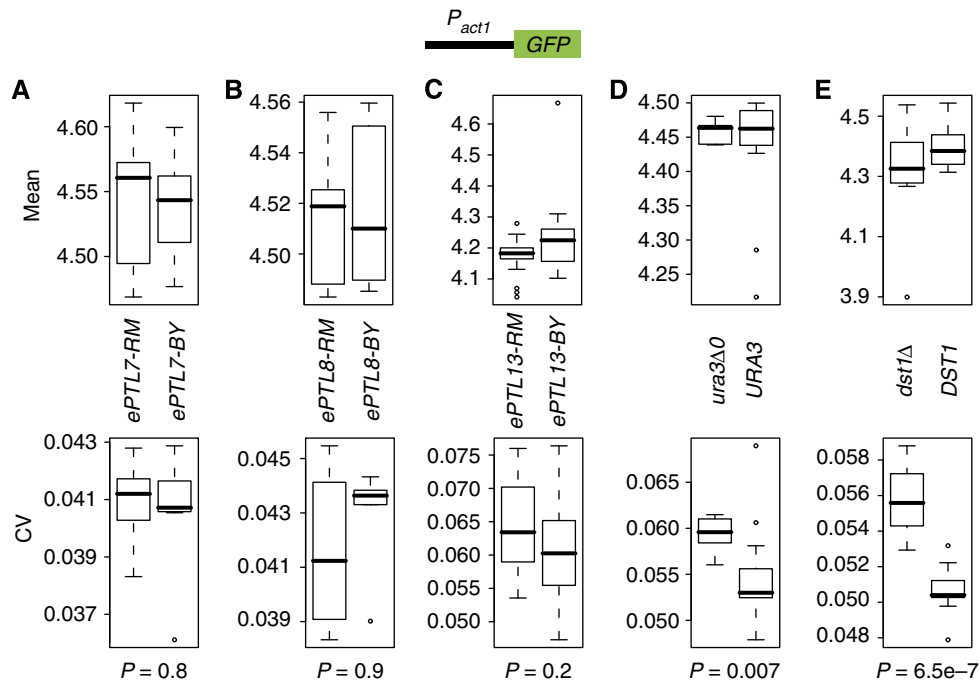 Pact1
GFP
A
B
C
D
E
Mean
4.60
4.55
4.50
4.56
4.54
4.52
4.50
4.6
4.5
4.4
4.3
4.2
4.1
4.50
4.45
4.40
4.35
4.30
4.25
4.5
4.3
4.1
3.9
ePTL7-RM
ePTL7-BY
ePTL8-RM
ePTL8-BY
ePTL13-RM
ePTL13-BY
ura3Δ0
URA3
dst1Δ
DST1
CV
0.043
0.041
0.039
0.037
0.045
0.043
0.041
0.039
0.075
0.070
0.065
0.060
0.055
0.050
0.065
0.060
0.055
0.050
0.058
0.056
0.054
0.052
0.050
0.048
P = 0.8
P = 0.9
P = 0.2
P = 0.007
P = 6.5e–7